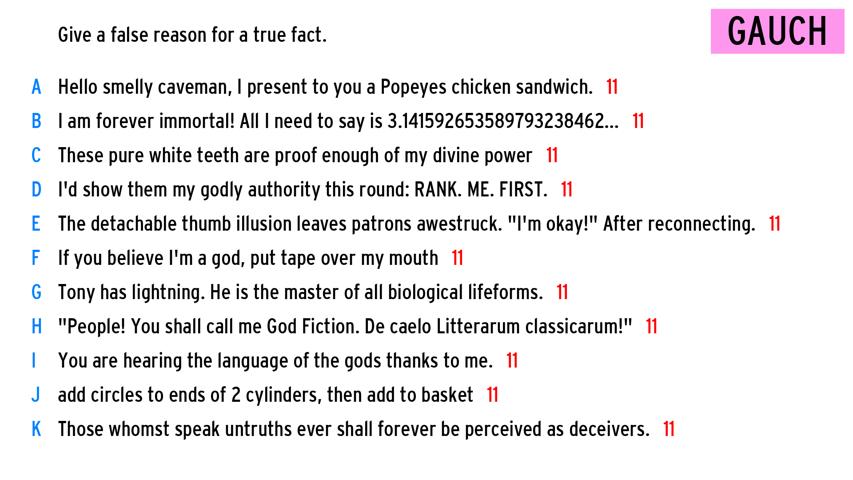 Give a false reason for a true fact.
GAUCH
A Hello smelly caveman, I present to you a Popeyes chicken sandwich. 11
B I am forever immortal! All I need to say is 3.141592653589793238462... 11
C These pure white teeth are proof enough of my divine power 11
D I'd show them my godly authority this round: RANK. ME. FIRST. 11
E The detachable thumb illusion leaves patrons awestruck. "I'm okay!" After reconnecting. 11
F If you believe I'm a god, put tape over my mouth 11
G Tony has lightning. He is the master of all biological lifeforms. 11
H "People! You shall call me God Fiction. De caelo Litterarum classicarum!" 11
I You are hearing the language of the gods thanks to me. 11
J add circles to ends of 2 cylinders, then add to basket 11
K Those whomst speak untruths ever shall forever be perceived as deceivers. 11